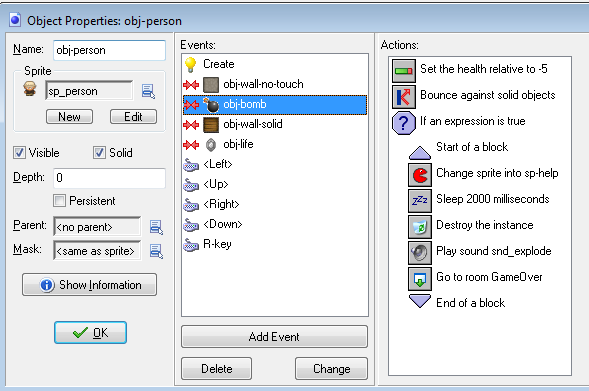 Object Properties: obj-person
Name: obj-person
Sprite
sp_person
New Edit
Visible Solid
Depth: 0
Persistent
Parent: <no parent>
Mask: <same as sprite>
Show Information
OK
Events:
Create
obj-wall-no-touch
obj-bomb
obj-wall-solid
obj-life
<Left>
<Up>
<Right>
<Down>
R-key
Add Event
Delete Change
Actions:
Set the health relative to -5
Bounce against solid objects
If an expression is true
Start of a block
Change sprite into sp-help
Sleep 2000 milliseconds
Destroy the instance
Play sound snd_explode
Go to room GameOver
End of a block